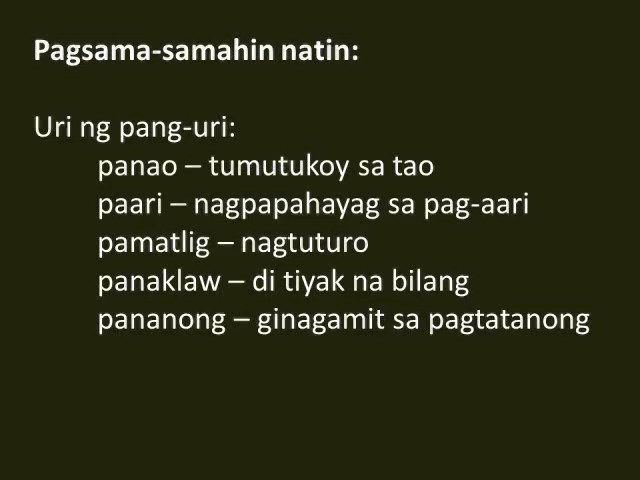 Pagsama-samahin natin:
Uri ng pang-uri:
panao – tumutukoy sa tao
paari – nagpapahayag sa pag-aari
pamatlig – nagtuturo
panaklaw – di tiyak na bilang
pananong – ginagamit sa pagtatanong